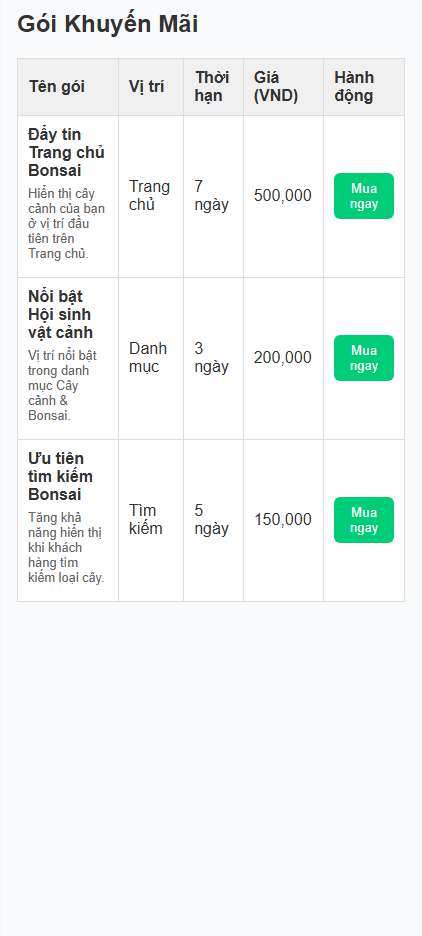 Gói Khuyến Mãi
Tên gói
Vị trí
Thời
hạn
Giá
(VND)
Hành
động
Đẩy tin
Trang chủ
Bonsai
Hiển thị cây
cảnh của bạn
ở vị trí đầu
tiên trên
Trang chủ.
Trang
chủ
7
ngày
500,000
Mua
ngay
Nổi bật
Hội sinh
vật cảnh
Vị trí nổi bật
trong danh
mục Cây
cảnh &
Bonsai.
Danh
mục
3
ngày
200,000
Mua
ngay
Ưu tiên
tìm kiếm
Bonsai
Tăng khả
năng hiển thị
khi khách
hàng tìm
kiếm loại cây.
Tìm
kiếm
5
ngày
150,000
Mua
ngay